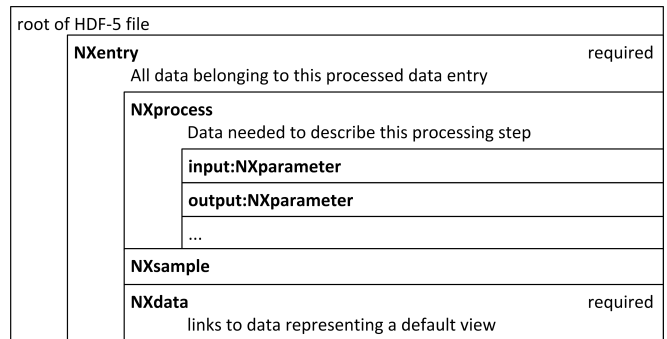 root of HDF-5 file
NXentry required
All data belonging to this processed data entry
NXprocess
Data needed to describe this processing step
input:NXparameter
output:NXparameter
...
NXsample
NXdata required
links to data representing a default view